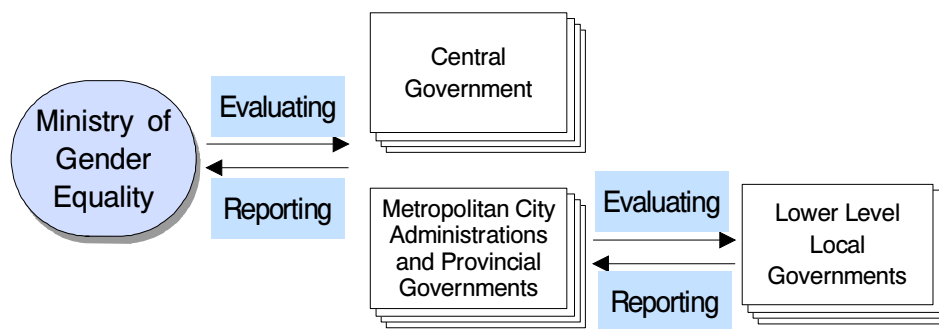 Ministry of
Gender
Equality
Evaluating
Reporting
Central
Government
Metropolitan City
Administrations
and Provincial
Governments
Evaluating
Reporting
Lower Level
Local
Governments